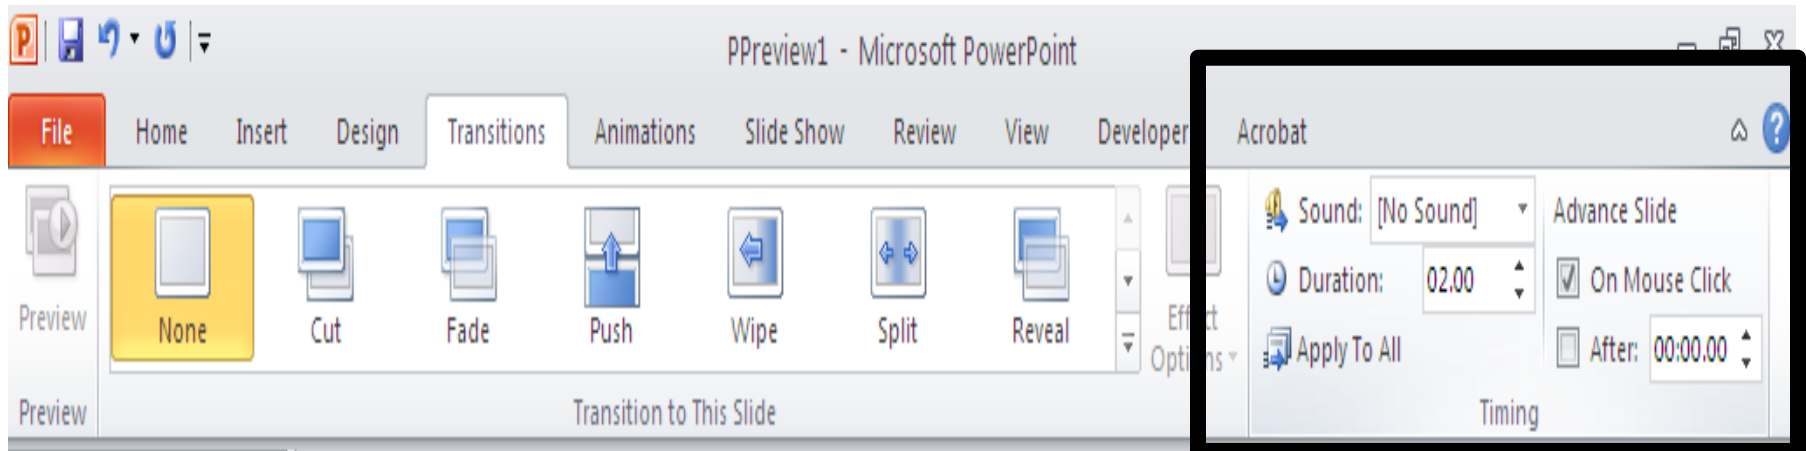 PPreview1 - Microsoft PowerPoint
File Home Insert Design Transitions Animations Slide Show Review View Developer Acrobat
Preview
None Cut Fade Push Wipe Split Reveal
Effect
Options
Sound: [No Sound]
Duration: 02.00
Apply To All
Advance Slide
On Mouse Click
After: 00:00.00
Preview Transition to This Slide Timing